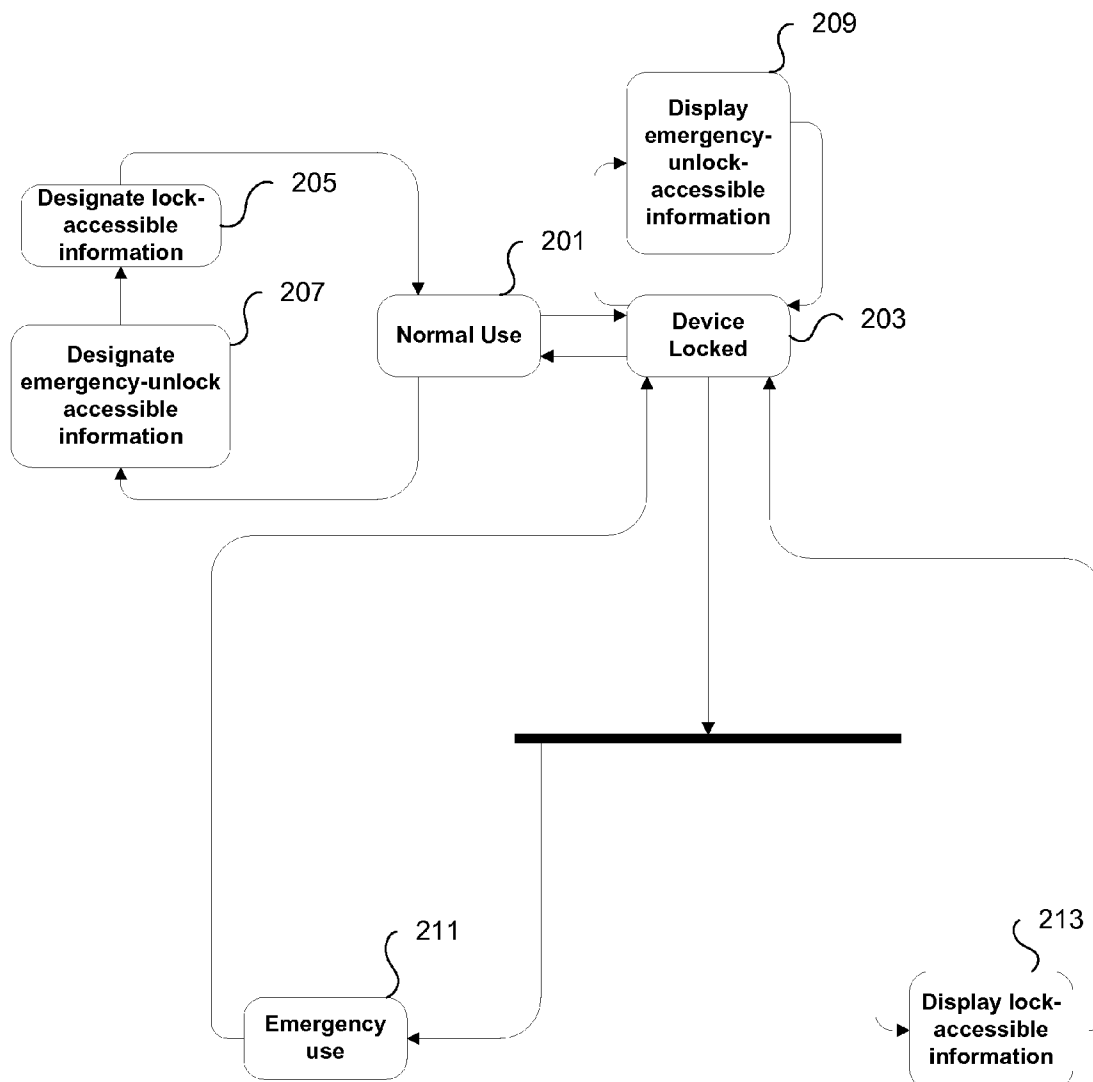 209
Display
emergency-
unlock-
accessible
information
205
Designate lock-
accessible
information
201
Normal Use
207
Designate
emergency-unlock
accessible
information
203
Device
Locked
211
Emergency
use
213
Display lock-
accessible
information